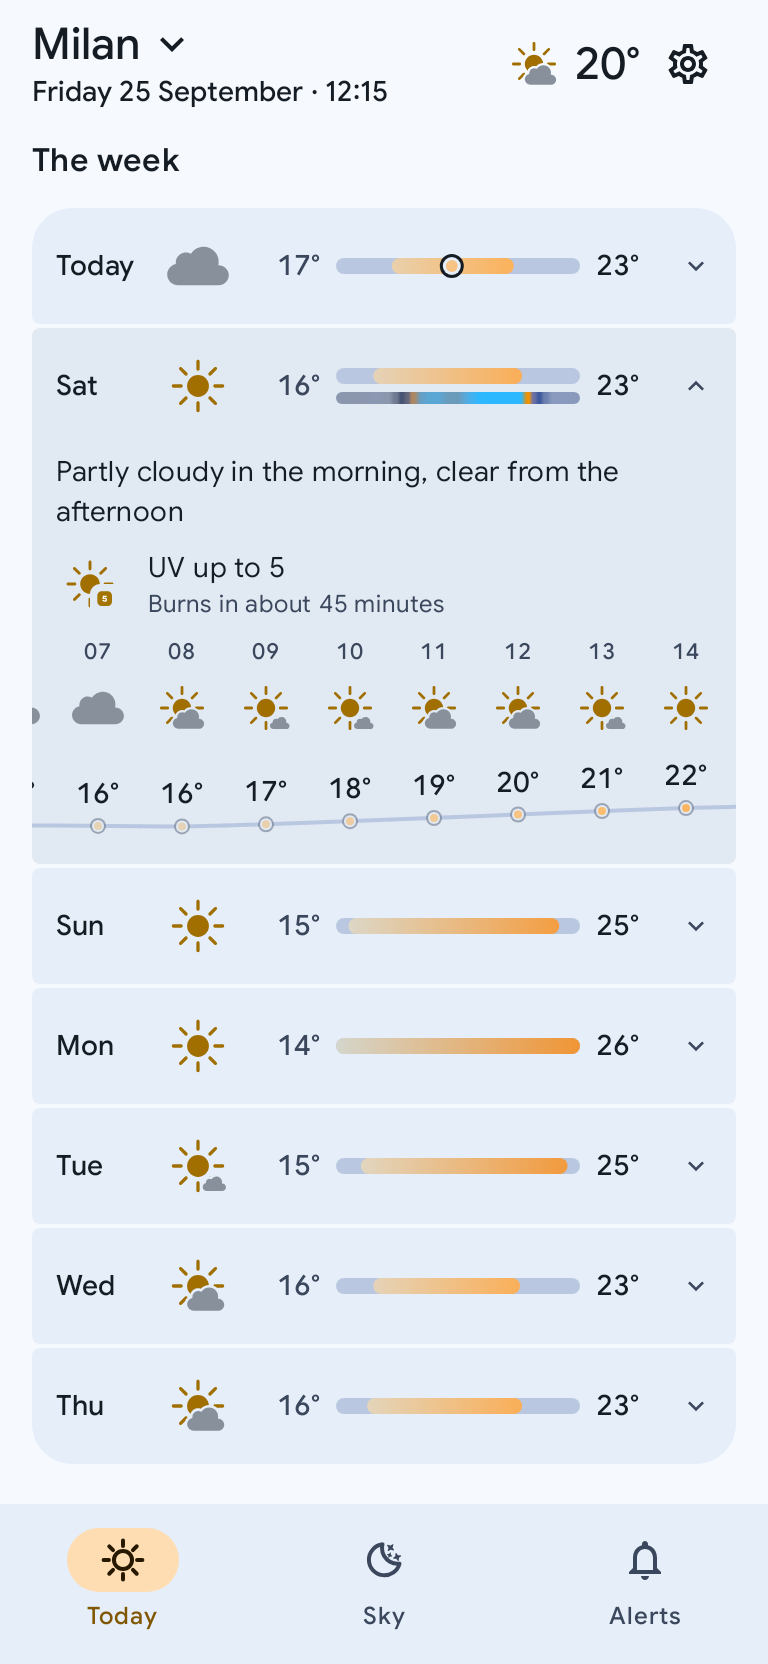 Milan
20°
Friday 25 September · 12:15
The week
Today 17° 23°
Sat 16° 23°
Partly cloudy in the morning, clear from the
afternoon
UV up to 5
5
Burns in about 45 minutes
07 08 09 10 11 12 13 14
16° 16° 17° 18° 19° 20° 21° 22°
Sun 15° 25°
Mon 14° 26°
Tue 15° 25°
Wed 16° 23°
Thu 16° 23°
Today Sky Alerts